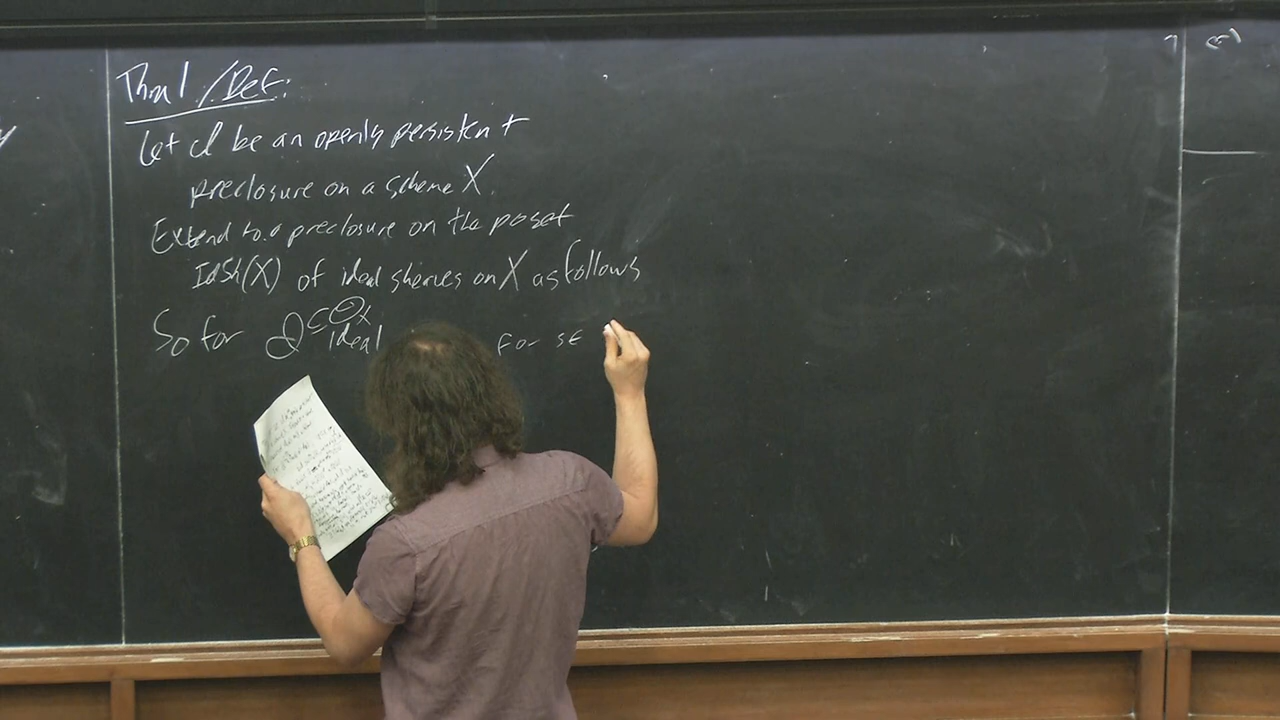 Thm 1/Def:
Let cl be an openly persistent
preclosure on a scheme X.
Extend to a preclosure on the poset
IdSh(X) of ideal sheaves on X as follows
So for 𝒥 ⊂ O_X ideal for s ∈